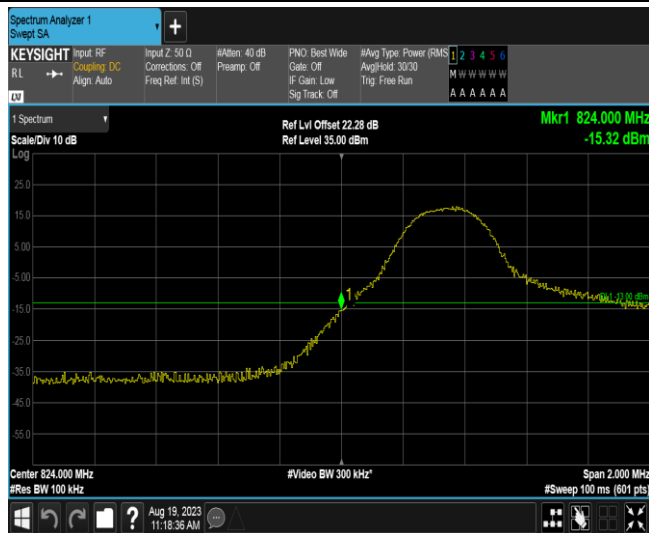 Spectrum Analyzer 1
Swept SA
KEYSIGHT
RL
LXI
Input: RF
Coupling: DC
Align: Auto
Input Z: 50 Ω
Corrections: Off
Freq Ref: Int (S)
#Atten: 40 dB
Preamp: Off
PNO: Best Wide
Gate: Off
IF Gain: Low
Sig Track: Off
#Avg Type: Power (RMS
Avg|Hold: 30/30
Trig: Free Run
1 2 3 4 5 6
M W W W W W
A A A A A A
1 Spectrum
Scale/Div 10 dB
Ref Lvl Offset 22.28 dB
Ref Level 35.00 dBm
Mkr1 824.000 MHz
-15.32 dBm
Log
25.0
15.0
5.00
-5.00
-15.0
-25.0
-35.0
-45.0
-55.0
1
DL1 -13.00 dBm
Center 824.000 MHz
#Res BW 100 kHz
#Video BW 300 kHz*
Span 2.000 MHz
#Sweep 100 ms (601 pts)
?
Aug 19, 2023
11:18:36 AM